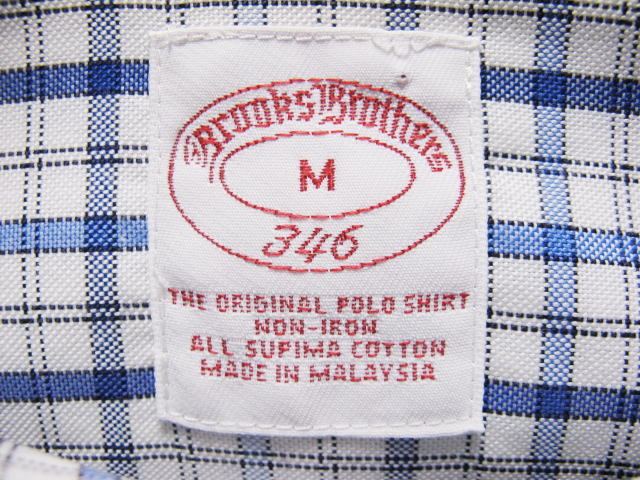 Brooks Brothers
M
346
THE ORIGINAL POLO SHIRT
NON-IRON
ALL SUPIMA COTTON
MADE IN MALAYSIA